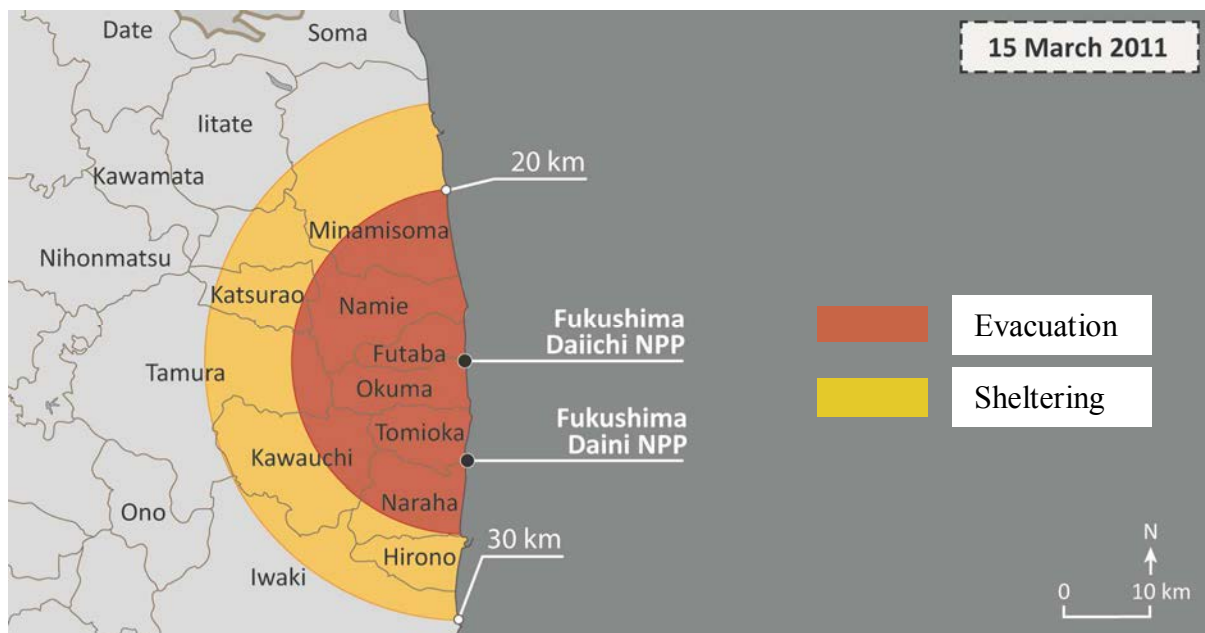 Date
Soma
15 March 2011
Iitate
20 km
Kawamata
Minamisoma
Nihonmatsu
Katsurao
Namie
Evacuation
Fukushima
Daiichi NPP
Futaba
Tamura
Okuma
Sheltering
Fukushima
Daini NPP
Tomioka
Kawauchi
Naraha
Ono
30 km
Hirono
Iwaki
N
0 10 km